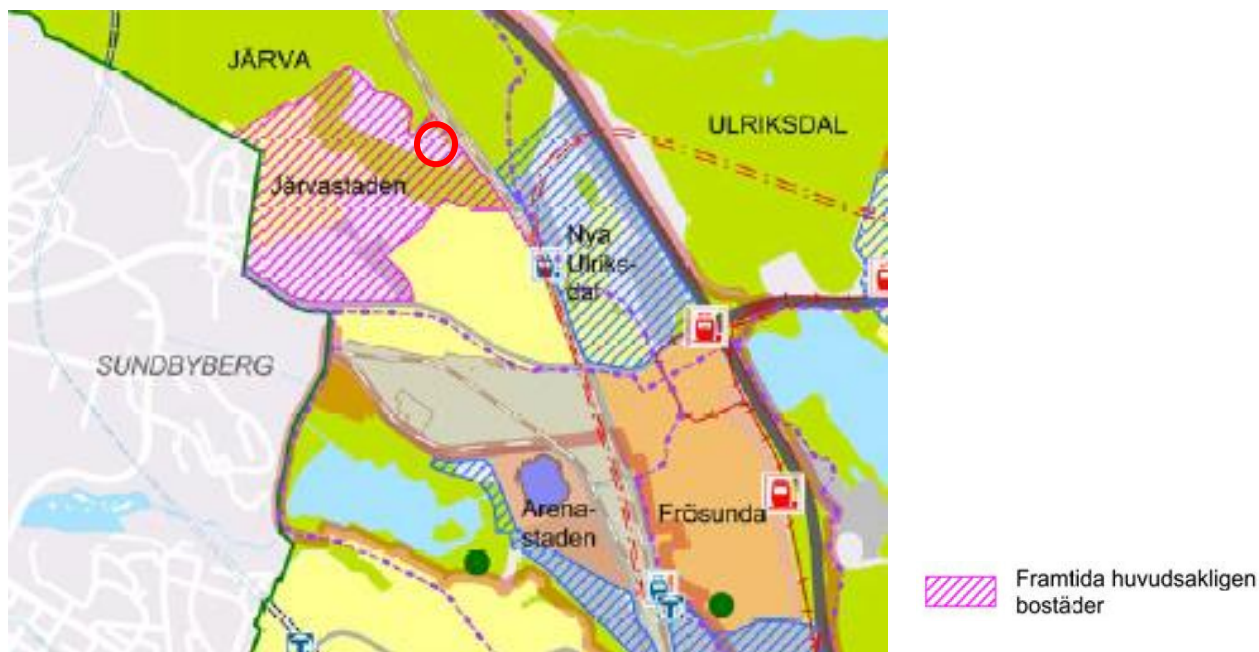 JÄRVA
ULRIKSDAL
Järvastaden
Nya
Ulriks-
dal
SUNDBYBERG
Arena-
staden
Frösunda
Framtida huvudsakligen
bostäder